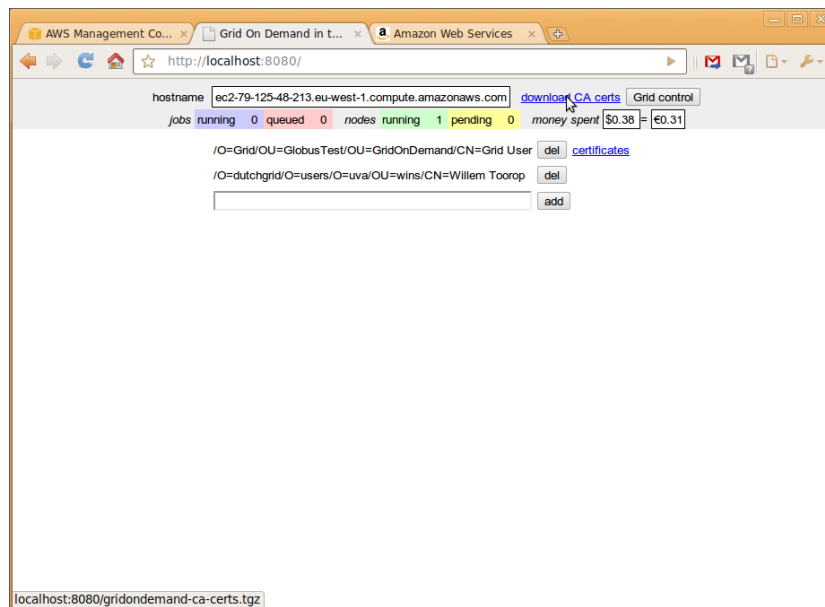 AWS Management Co... Grid On Demand in t... Amazon Web Services
http://localhost:8080/
hostname ec2-79-125-48-213.eu-west-1.compute.amazonaws.com download CA certs Grid control
jobs running 0 queued 0 nodes running 1 pending 0 money spent $0.38 = €0.31
/O=Grid/OU=GlobusTest/OU=GridOnDemand/CN=Grid User del certificates
/O=dutchgrid/O=users/O=uva/OU=wins/CN=Willem Toorop del
add
localhost:8080/gridondemand-ca-certs.tgz